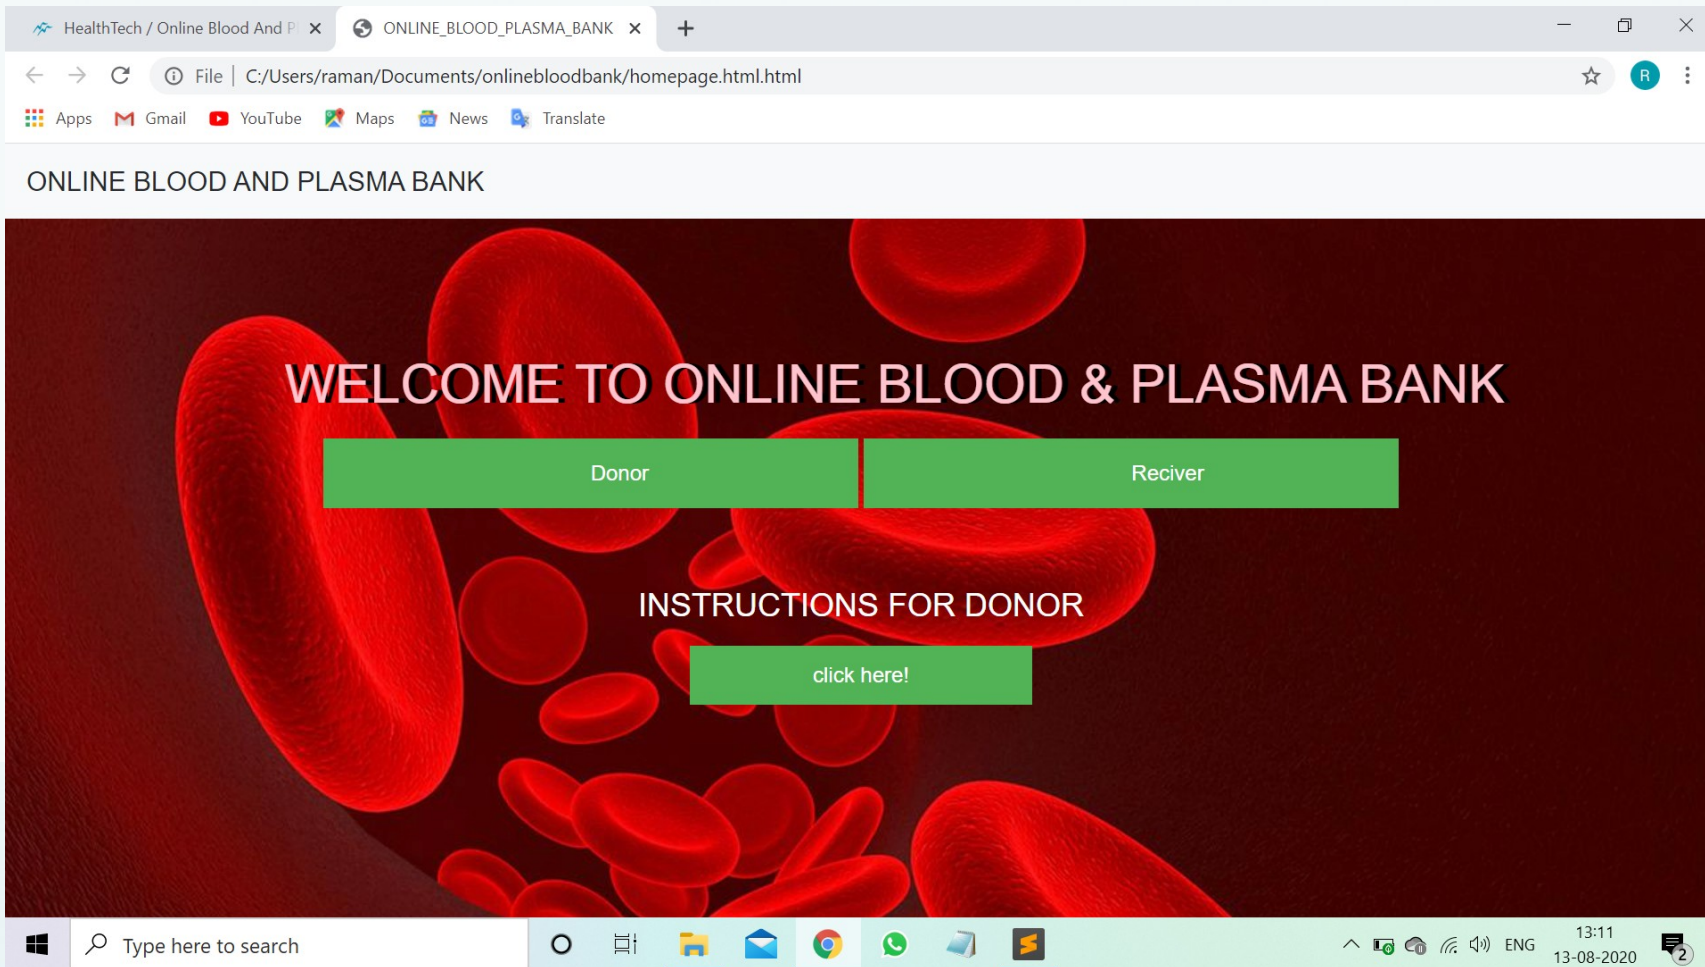 HealthTech / Online Blood And P
ONLINE_BLOOD_PLASMA_BANK
File
C:/Users/raman/Documents/onlinebloodbank/homepage.html.html
R
Apps Gmail YouTube Maps News Translate
ONLINE BLOOD AND PLASMA BANK
WELCOME TO ONLINE BLOOD & PLASMA BANK
Donor
Reciver
INSTRUCTIONS FOR DONOR
click here!
Type here to search
ENG
13:11
13-08-2020
2